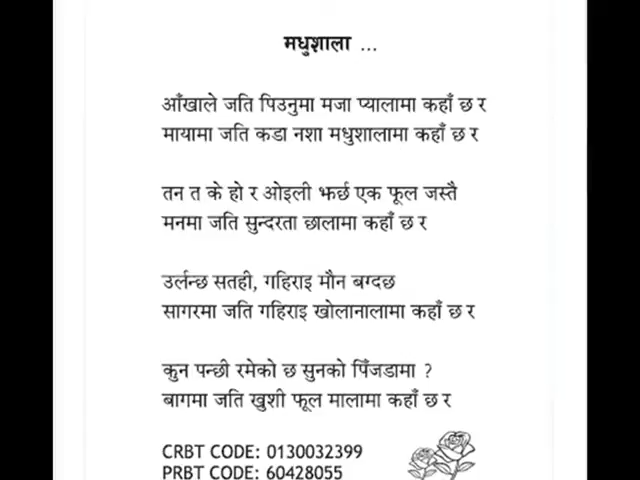 मधुशाला ...
आँखाले जति पिउनुमा मजा प्यालामा कहाँ छ र
मायामा जति कडा नशा मधुशालामा कहाँ छ र
तन त के हो र ओइली झर्छ एक फूल जस्तै
मनमा जति सुन्दरता छालामा कहाँ छ र
उर्लन्छ सतही, गहिराइ मौन बग्दछ
सागरमा जति गहिराइ खोलानालामा कहाँ छ र
कुन पन्छी रमेको छ सुनको पिँजडामा ?
बागमा जति खुशी फूल मालामा कहाँ छ र
CRBT CODE: 0130032399
PRBT CODE: 60428055